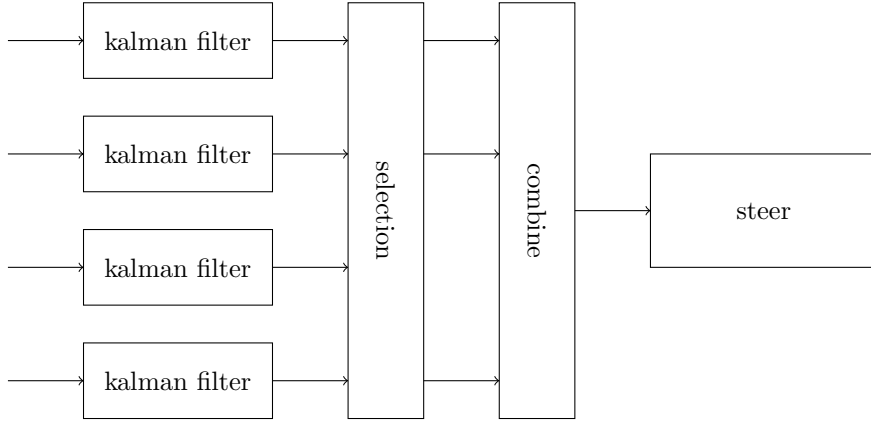 kalman filter
kalman filter
kalman filter
kalman filter
selection
combine
steer